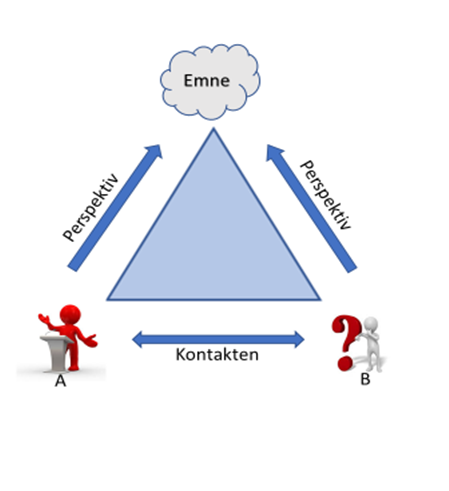 Emne
Perspektiv
Perspektiv
Kontakten
A
B